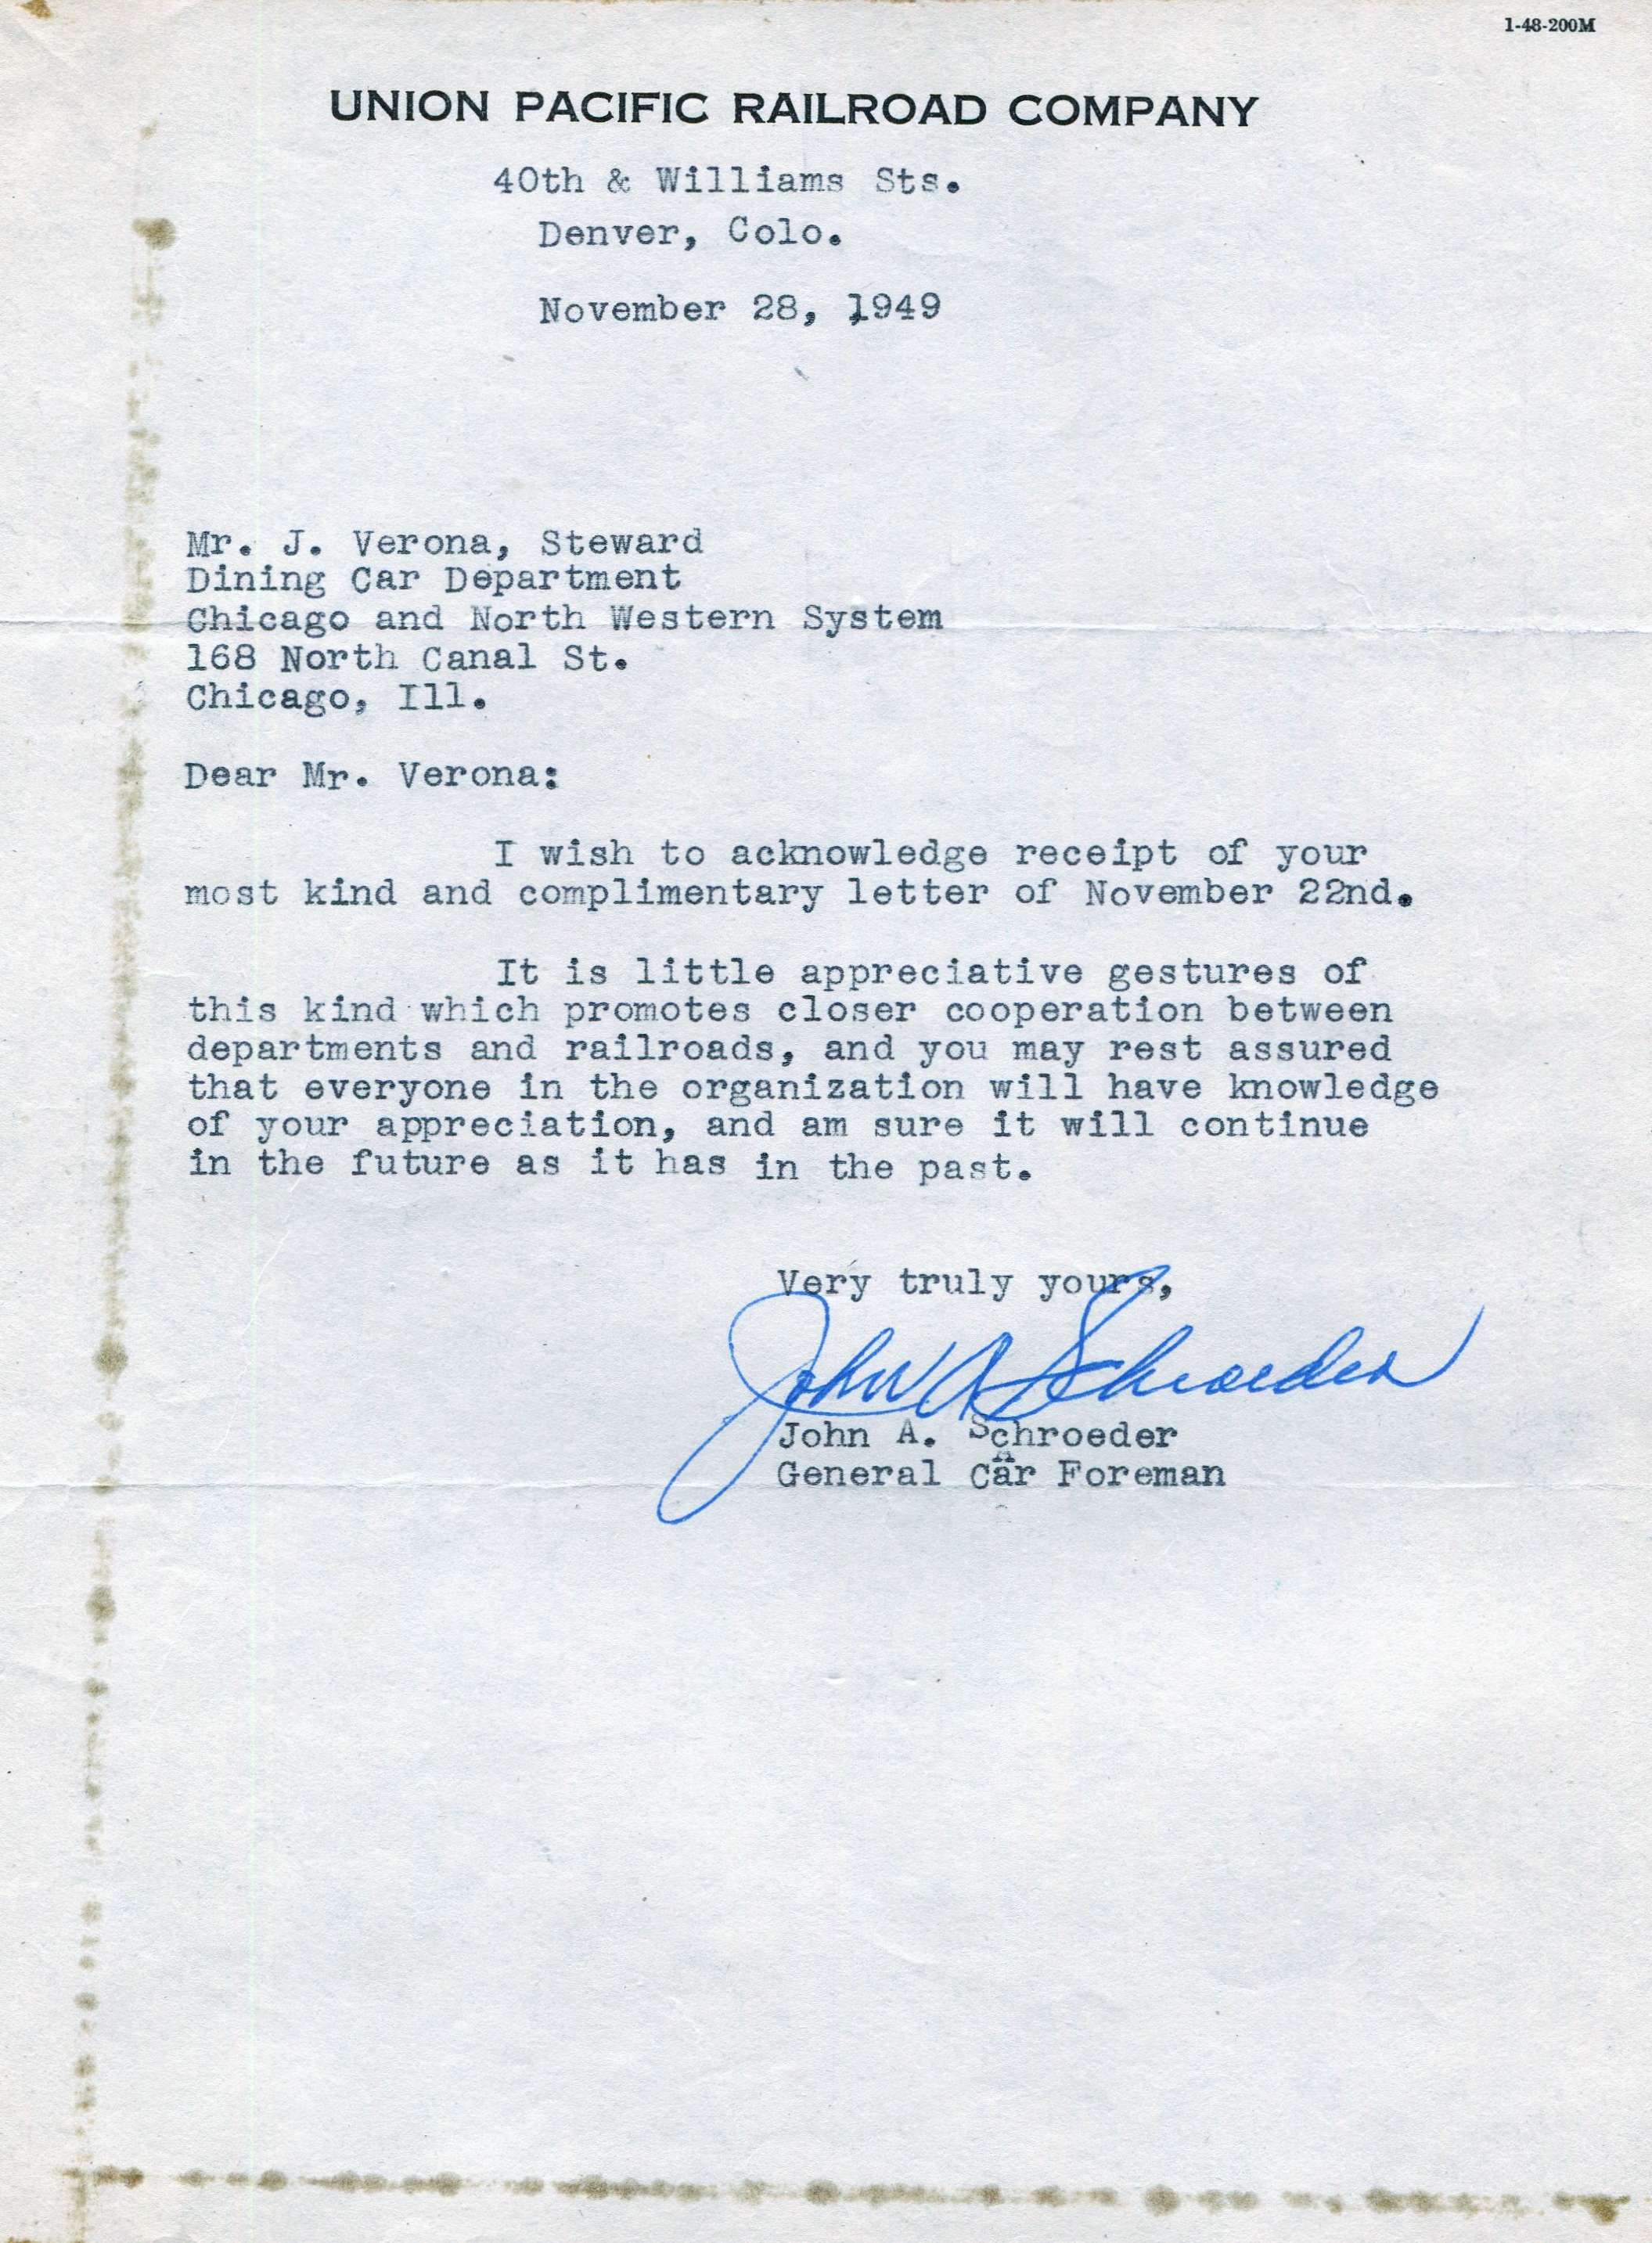 1-48-200M
UNION PACIFIC RAILROAD COMPANY
40th & Williams Sts.
Denver, Colo.
November 28, 1949
Mr. J. Verona, Steward
Dining Car Department
Chicago and North Western System
168 North Canal St.
Chicago, Ill.
Dear Mr. Verona:
I wish to acknowledge receipt of your
most kind and complimentary letter of November 22nd.
It is little appreciative gestures of
this kind which promotes closer cooperation between
departments and railroads, and you may rest assured
that everyone in the organization will have knowledge
of your appreciation, and am sure it will continue
in the future as it has in the past.
Very truly yours,
John A Schroeder
John A. Schroeder
General Car Foreman